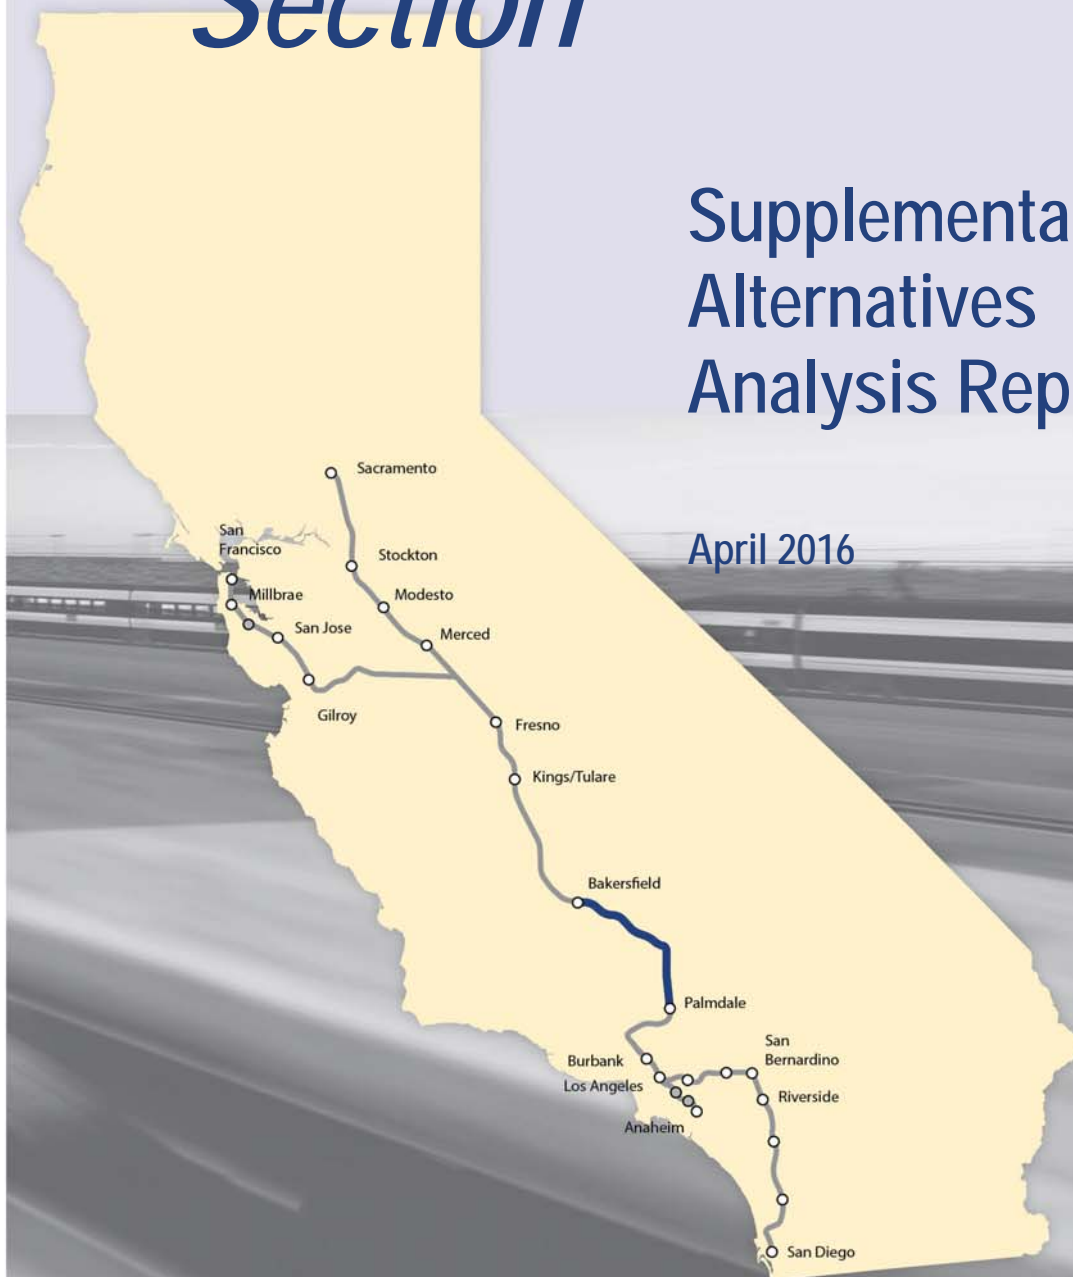 Section
Supplementa
Alternatives
Analysis Rep
April 2016
Sacramento
San
Francisco
Stockton
Millbrae
Modesto
San Jose
Merced
Gilroy
Fresno
Kings/Tulare
Bakersfield
Palmdale
San
Bernardino
Burbank
Los Angeles
Riverside
Anaheim
San Diego